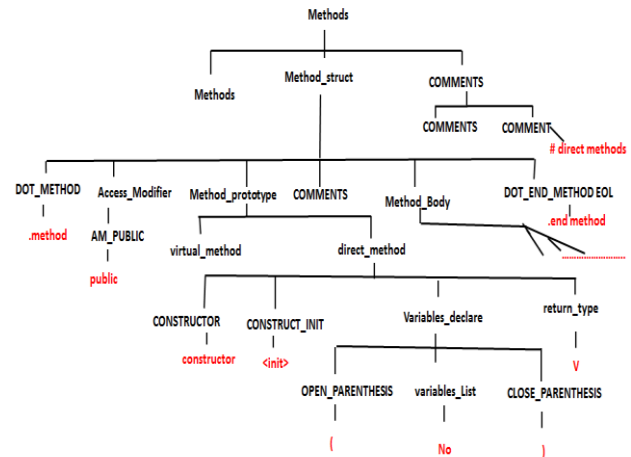 Methods
Methods
Method_struct
COMMENTS
COMMENTS
COMMENT
# direct methods
DOT_METHOD
Access_Modifier
Method_prototype
COMMENTS
Method_Body
DOT_END_METHOD EOL
.method
AM_PUBLIC
.end method
public
virtual_method
direct_method
........................
CONSTRUCTOR
CONSTRUCT_INIT
Variables_declare
return_type
constructor
<init>
V
OPEN_PARENTHESIS
variables_List
CLOSE_PARENTHESIS
(
No
)